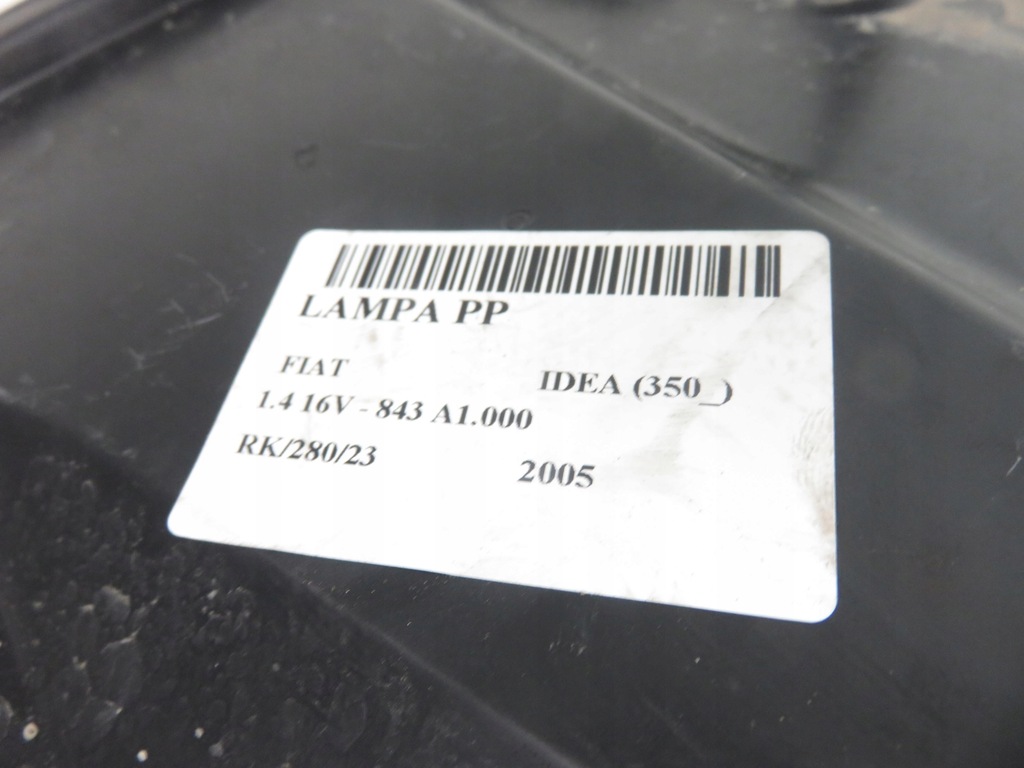 LAMPA PP
FIAT IDEA (350_)
1.4 16V - 843 A1.000
RK/280/23 2005